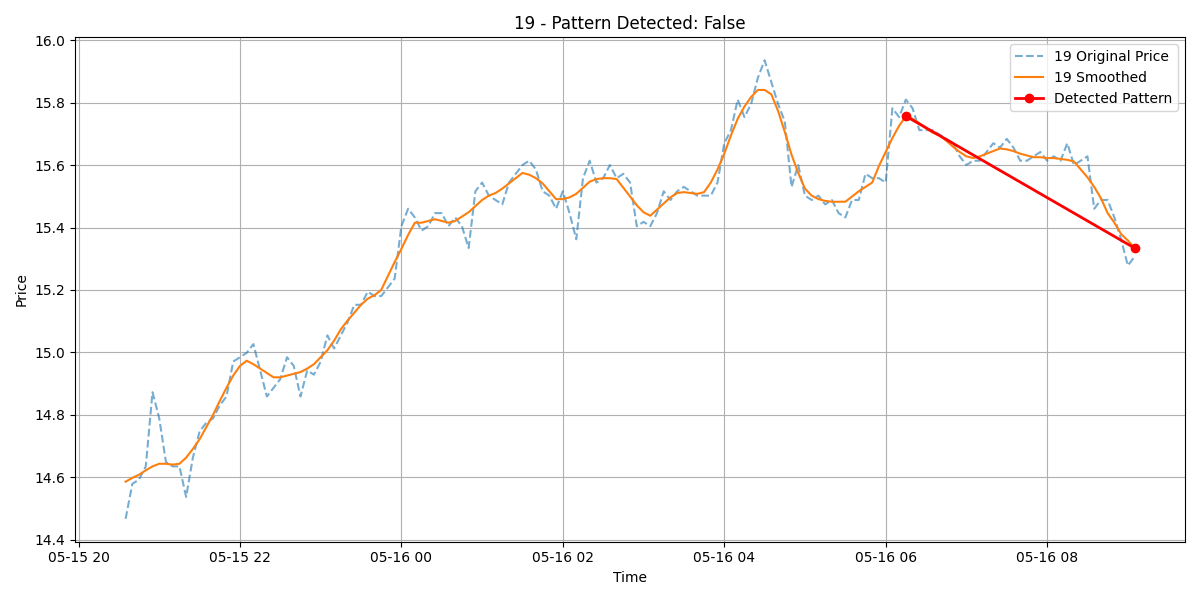 19 - Pattern Detected: False
19 Original Price
19 Smoothed
Detected Pattern
Price
16.0
15.8
15.6
15.4
15.2
15.0
14.8
14.6
14.4
05-15 20 05-15 22 05-16 00 05-16 02 05-16 04 05-16 06 05-16 08
Time